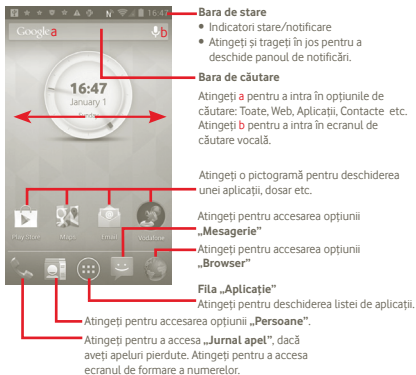 16:47
Bara de stare
• Indicatori stare/notificare
• Atingeți și trageți în jos pentru a
deschide panoul de notificări.
Google a
b
Bara de căutare
Atingeți a pentru a intra în opțiunile de
căutare: Toate, Web, Aplicații, Contacte etc.
Atingeți b pentru a intra în ecranul de
căutare vocală.
16:47
January 1
Sunday
Atingeți o pictogramă pentru deschiderea
unei aplicații, dosar etc.
Play Store
Maps
Email
Vodafone
Atingeți pentru accesarea opțiunii
„Mesagerie”
Atingeți pentru accesarea opțiunii
„Browser”
Fila „Aplicație”
Atingeți pentru deschiderea listei de aplicații.
Atingeți pentru accesarea opțiunii „Persoane”.
Atingeți pentru a accesa „Jurnal apel”, dacă
aveți apeluri pierdute. Atingeți pentru a accesa
ecranul de formare a numerelor.